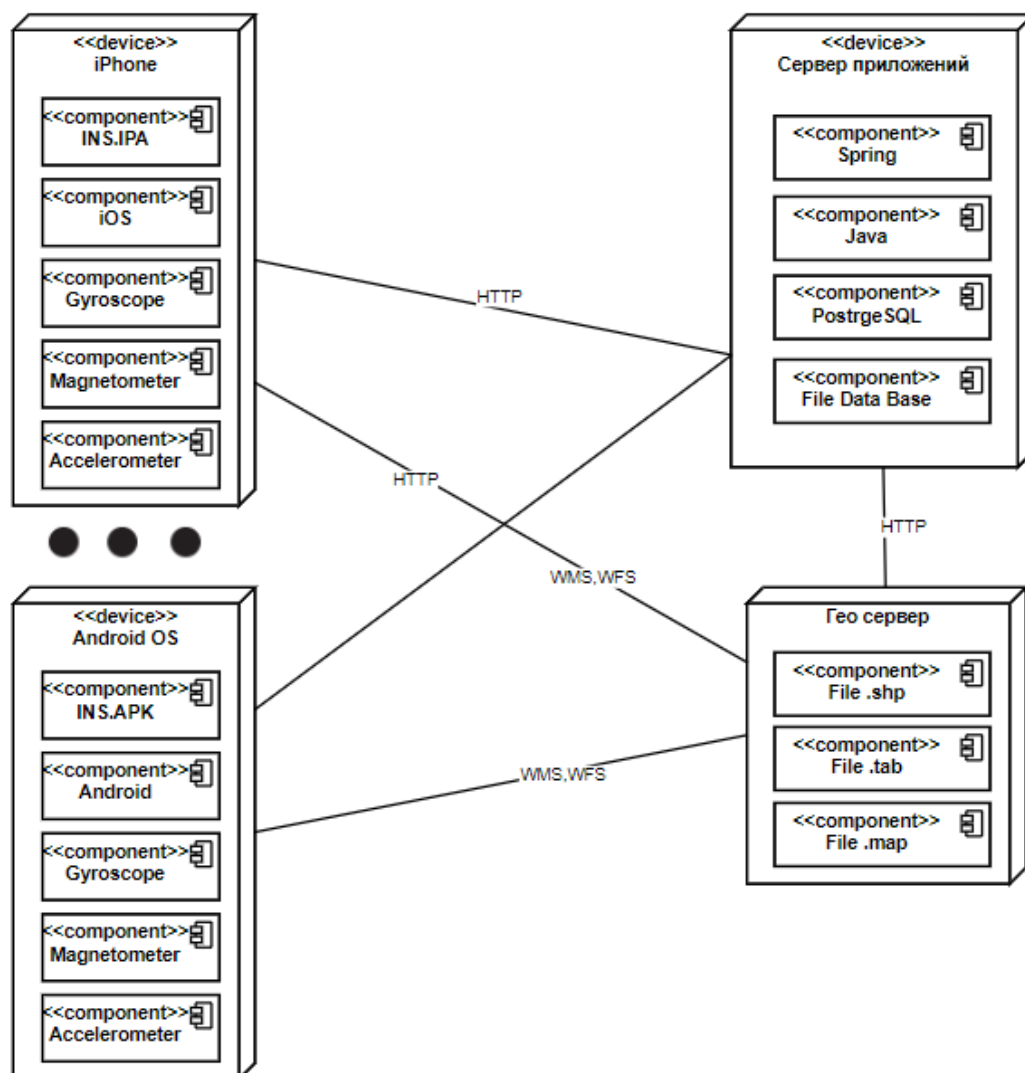 <<device>>
iPhone
<<component>>
INS.IPA
<<component>>
iOS
<<component>>
Gyroscope
<<component>>
Magnetometer
<<component>>
Accelerometer
<<device>>
Сервер приложений
<<component>>
Spring
<<component>>
Java
<<component>>
PostrgeSQL
<<component>>
File Data Base
HTTP
HTTP
HTTP
WMS,WFS
WMS,WFS
<<device>>
Android OS
<<component>>
INS.APK
<<component>>
Android
<<component>>
Gyroscope
<<component>>
Magnetometer
<<component>>
Accelerometer
Гео сервер
<<component>>
File .shp
<<component>>
File .tab
<<component>>
File .map